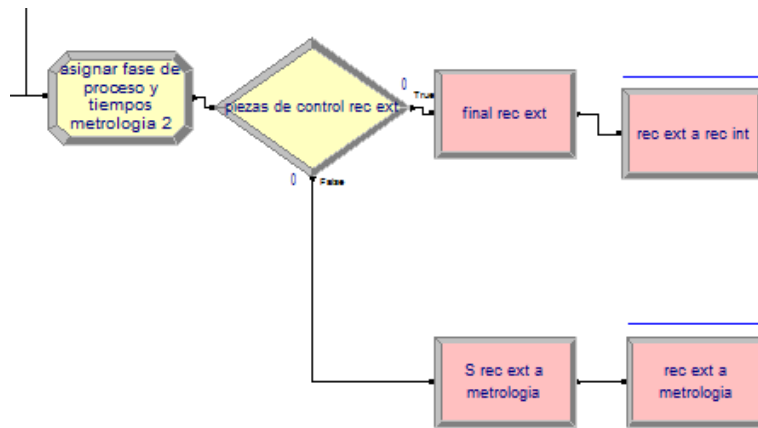 asignar fase de
proceso y
tiempos
metrologia 2
piezas de control rec ext
0
True
0
False
final rec ext
rec ext a rec int
S rec ext a
metrologia
rec ext a
metrologia